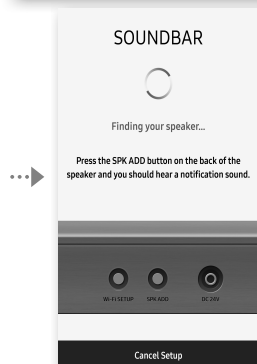 SOUNDBAR
Finding your speaker...
Press the SPK ADD button on the back of the
speaker and you should hear a notification sound.
Wi-Fi SETUP SPK ADD DC 24V
Cancel Setup